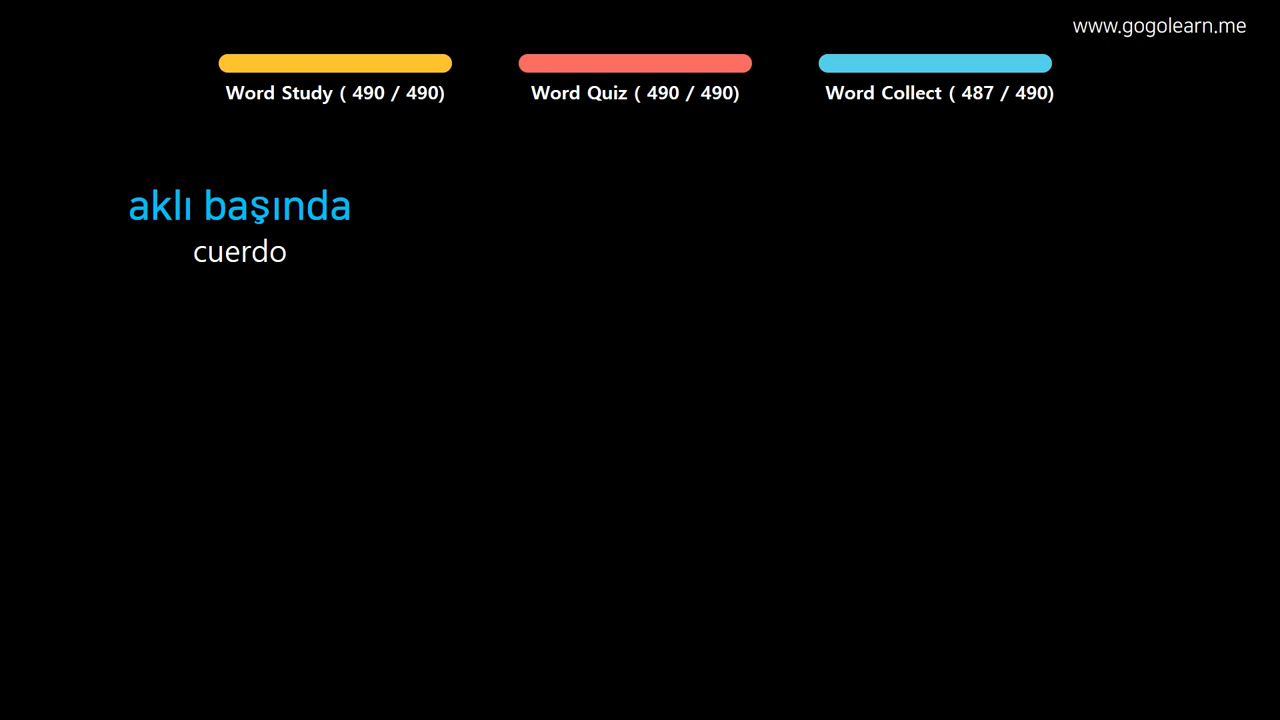 www.gogolearn.me
Word Study ( 490 / 490)
Word Quiz ( 490 / 490)
Word Collect ( 487 / 490)
aklı başında
cuerdo